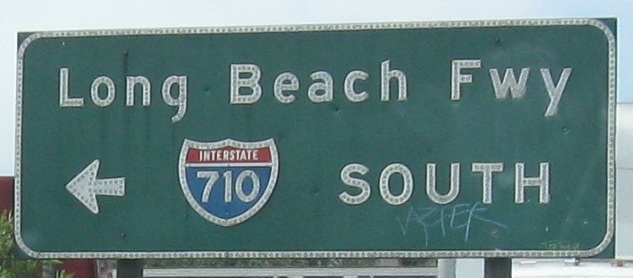 Long Beach Fwy
INTERSTATE
710
SOUTH